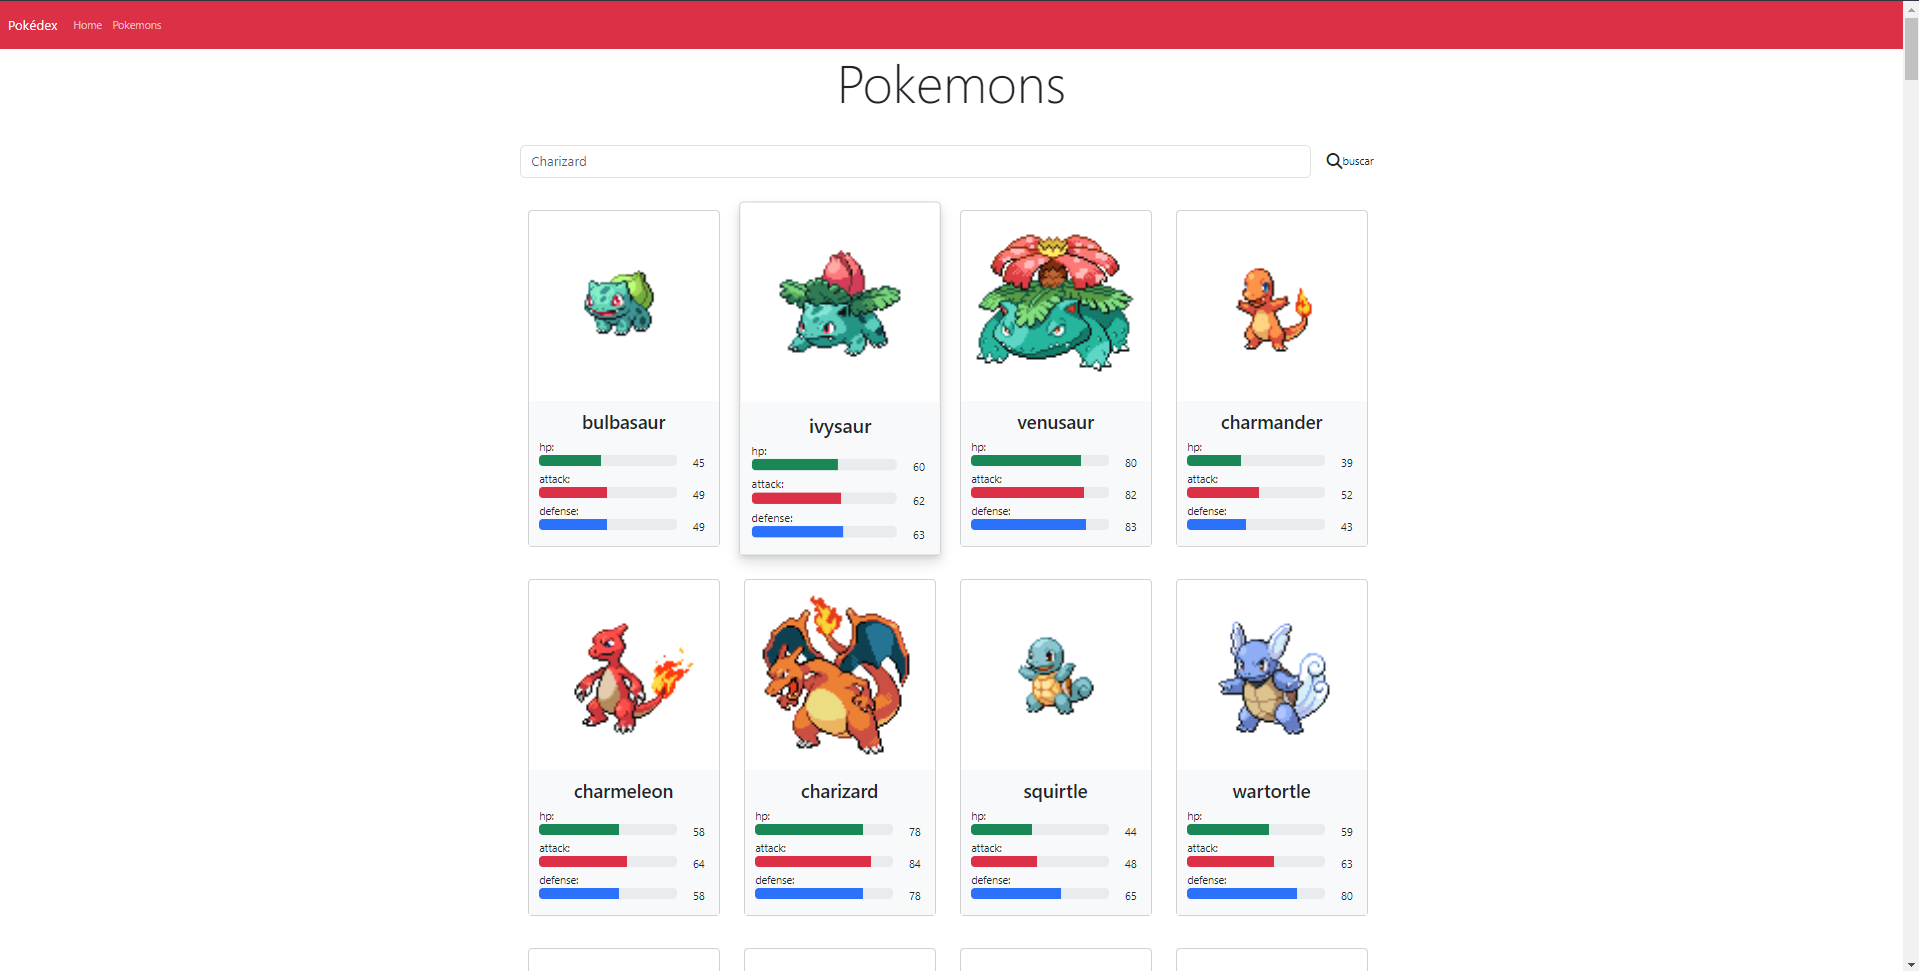 Pokédex Home Pokemons
Pokemons
Charizard buscar
bulbasaur
hp:
45
attack:
49
defense:
49
ivysaur
hp:
60
attack:
62
defense:
63
venusaur
hp:
80
attack:
82
defense:
83
charmander
hp:
39
attack:
52
defense:
43
charmeleon
hp:
58
attack:
64
defense:
58
charizard
hp:
78
attack:
84
defense:
78
squirtle
hp:
44
attack:
48
defense:
65
wartortle
hp:
59
attack:
63
defense:
80